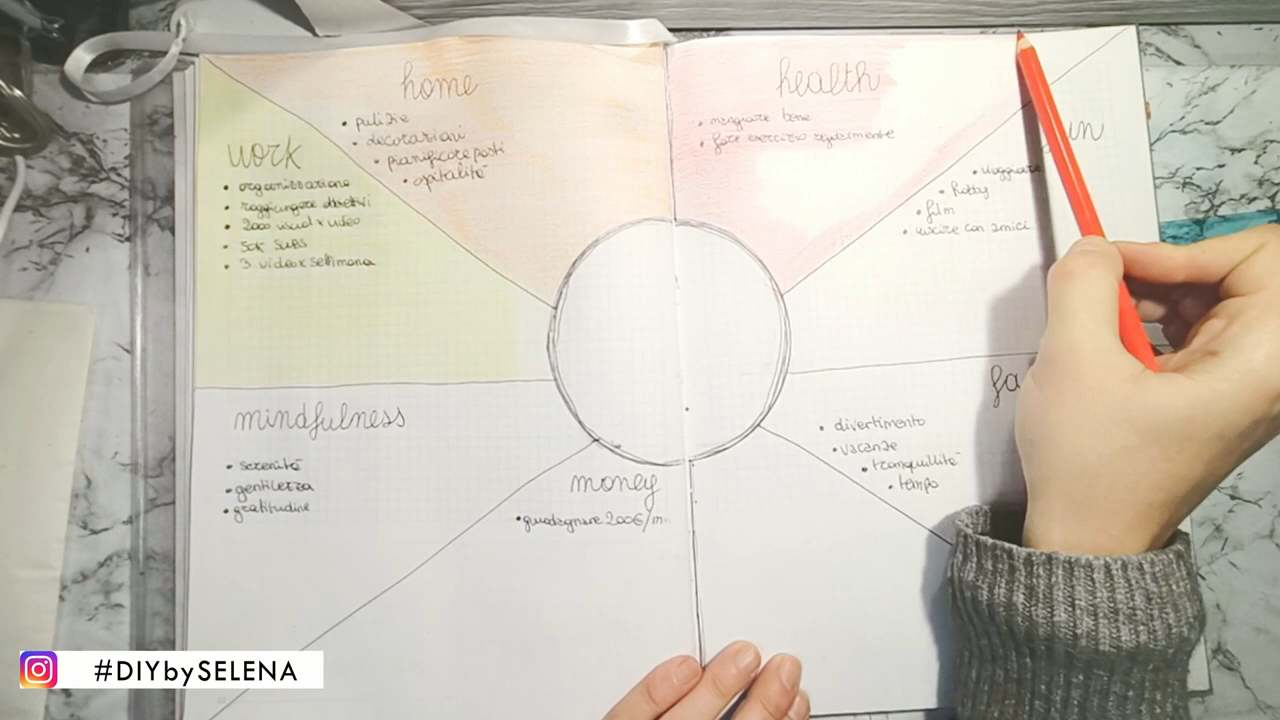 home
• pulizie
• decorazioni
• pianificare pasti
• ospitalità
health
• mangiare bene
• fare esercizio regolarmente
work
• organizzazione
• raggiungere obiettivi
• 2000 visual x video
• 50K SUBS
• 3 video x settimana
un
• viaggiare
• hobby
• film
• uscire con amici
mindfulness
• serenità
• gentilezza
• gratitudine
money
• guadagnare 200€/m
fa
• divertimento
• vacanze
• tranquillità
• tempo
#DIYbySELENA